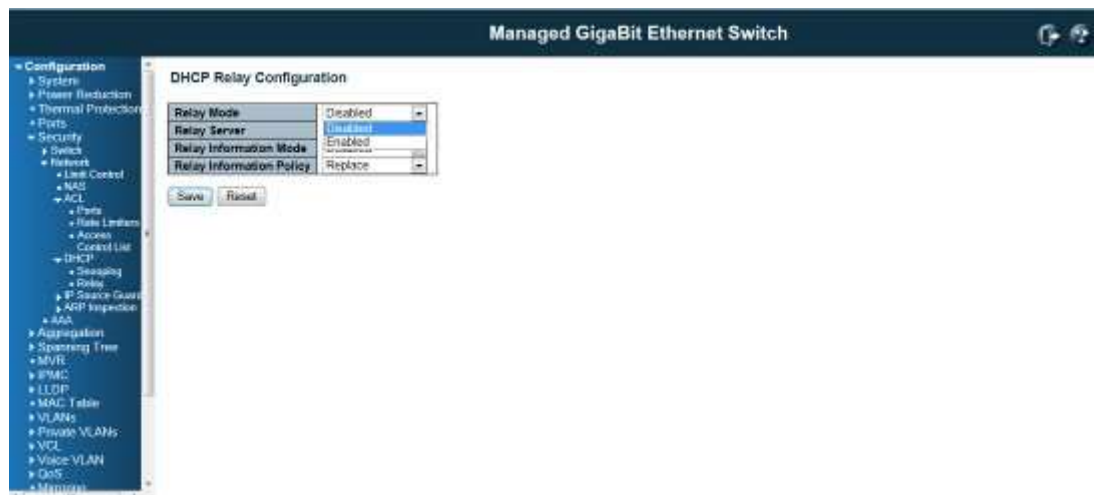 Managed GigaBit Ethernet Switch
Configuration
System
Power Reduction
Thermal Protection
Ports
Security
Switch
Network
Limit Control
NAS
ACL
Ports
Rate Limiters
Access
Control List
DHCP
Snooping
Relay
IP Source Guard
ARP Inspection
AAA
Aggregation
Spanning Tree
MVR
IPMC
LLDP
MAC Table
VLANs
Private VLANs
VCL
Voice VLAN
QoS
Mirroring
DHCP Relay Configuration
Relay Mode Disabled
Relay Server Disabled
Enabled
Relay Information Mode
Relay Information Policy Replace
Save Reset